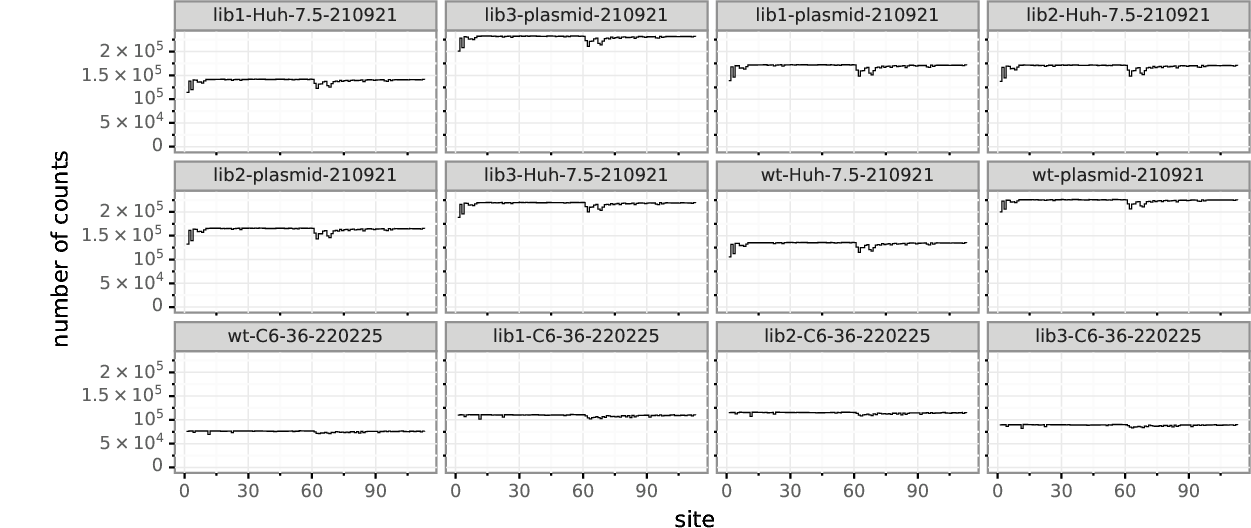 lib1-Huh-7.5-210921 lib3-plasmid-210921 lib1-plasmid-210921 lib2-Huh-7.5-210921
2 × 10⁵
1.5 × 10⁵
10⁵
5 × 10⁴
0
lib2-plasmid-210921 lib3-Huh-7.5-210921 wt-Huh-7.5-210921 wt-plasmid-210921
2 × 10⁵
1.5 × 10⁵
10⁵
5 × 10⁴
0
number of counts
wt-C6-36-220225 lib1-C6-36-220225 lib2-C6-36-220225 lib3-C6-36-220225
2 × 10⁵
1.5 × 10⁵
10⁵
5 × 10⁴
0
0 30 60 90 0 30 60 90 0 30 60 90 0 30 60 90
site